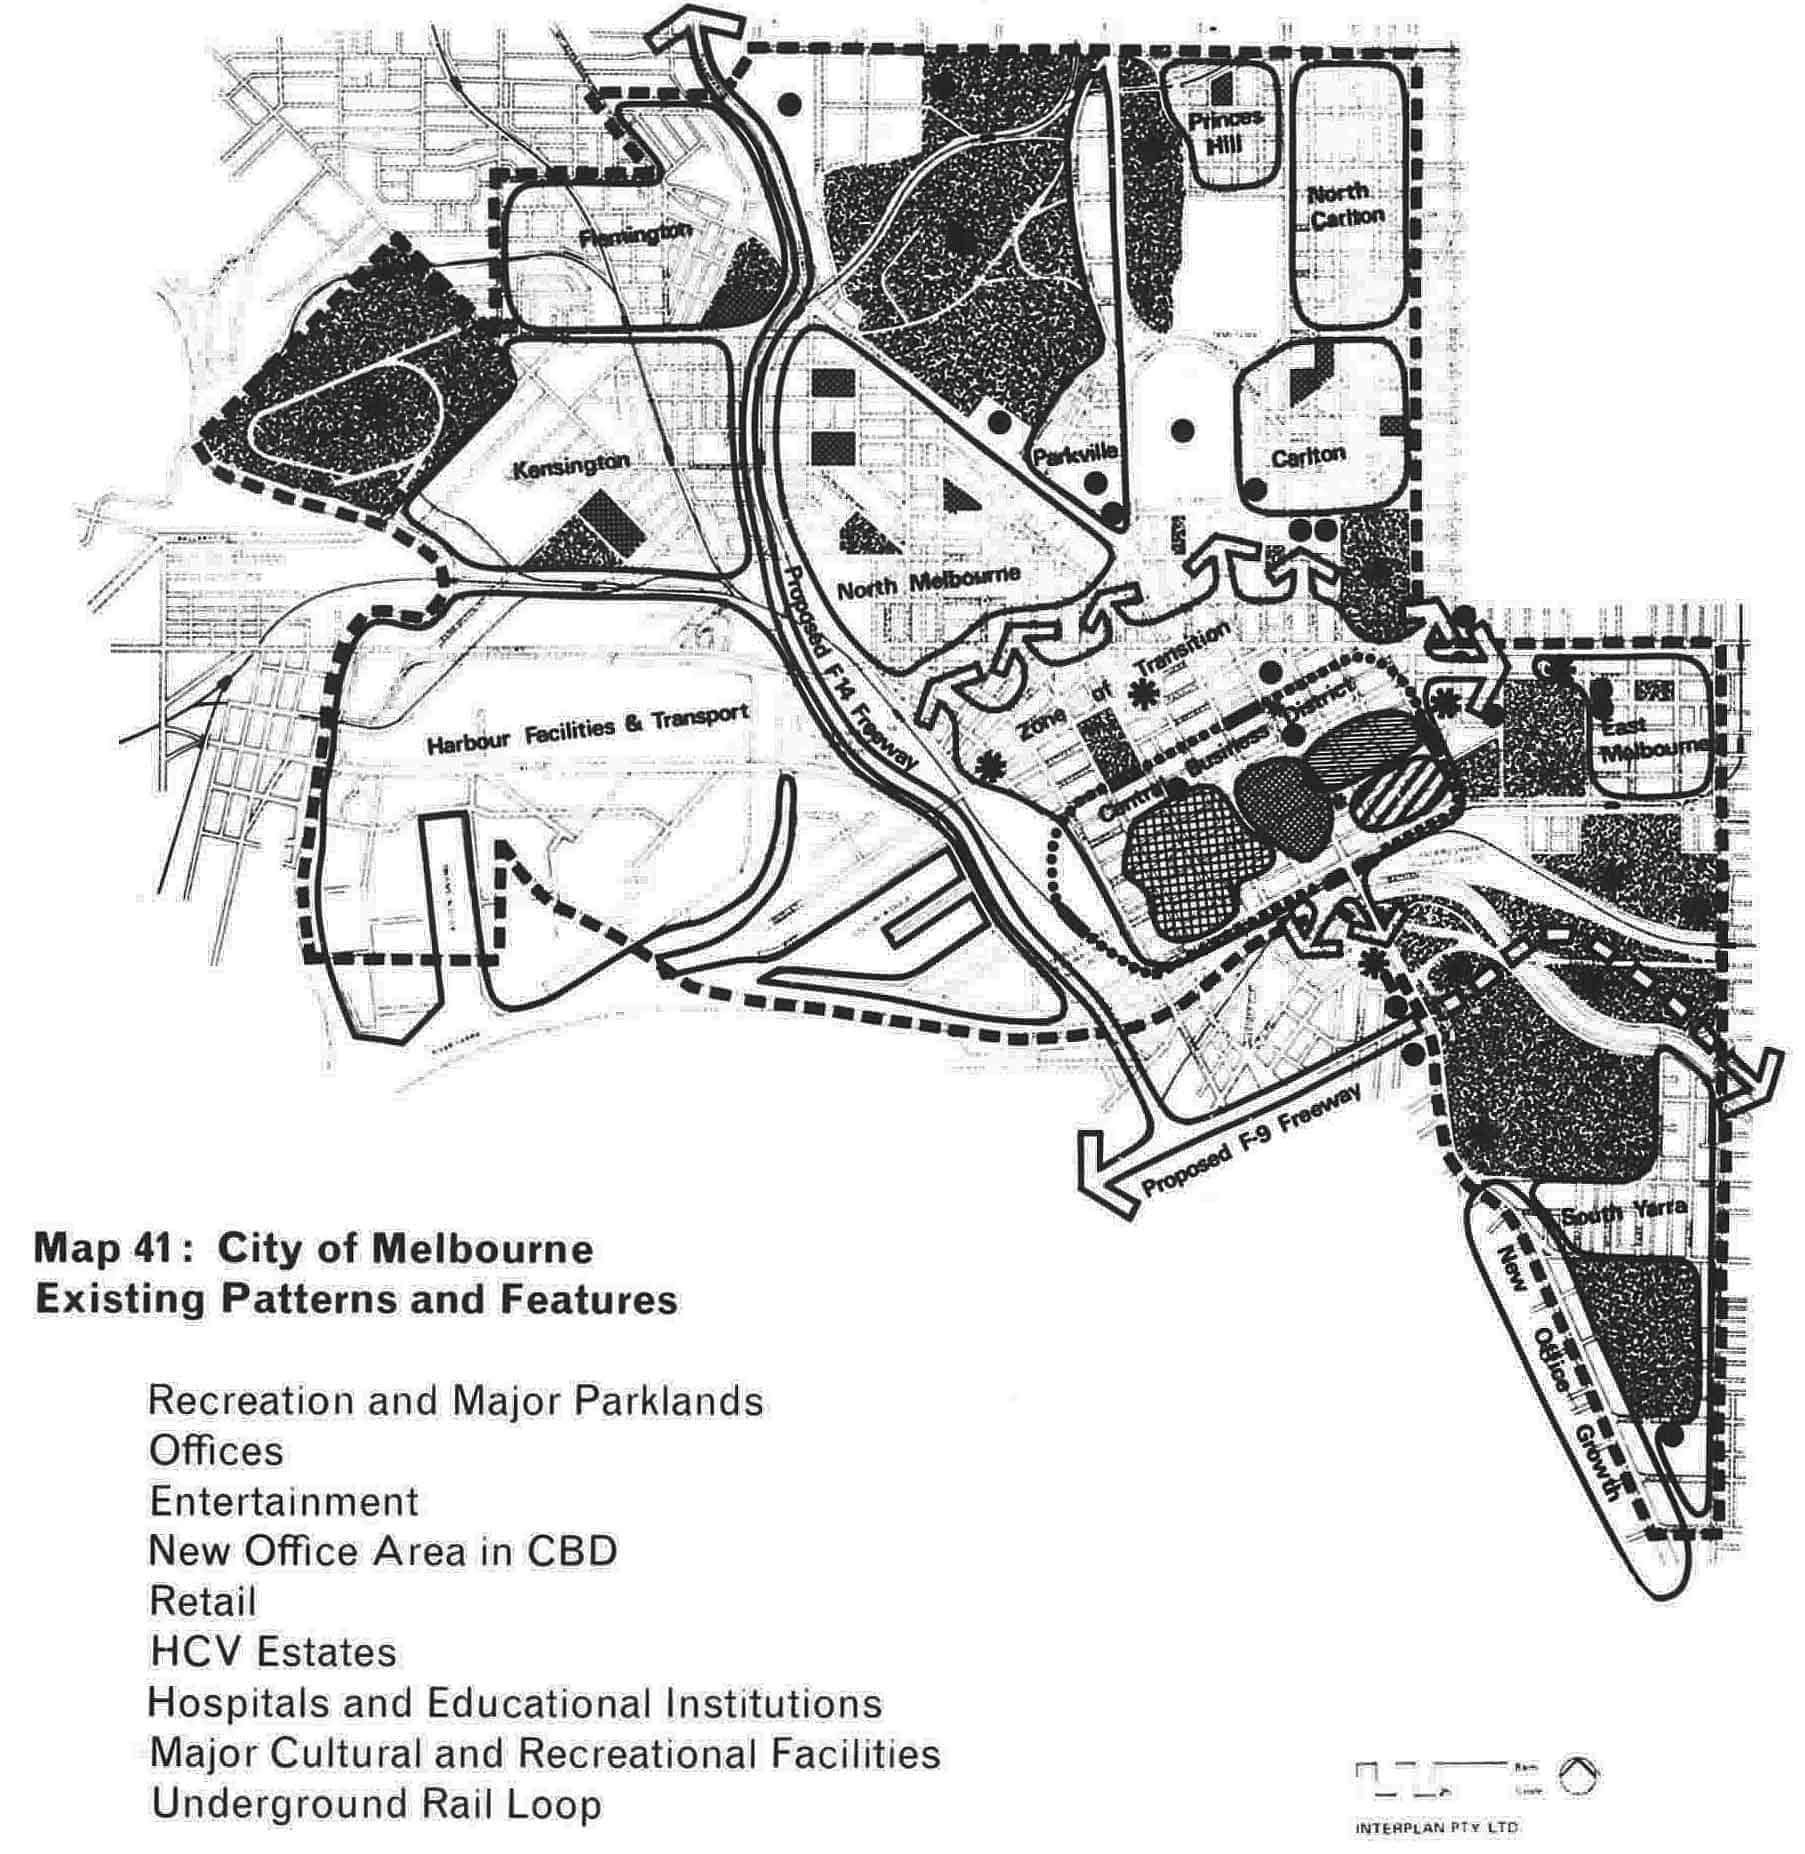 Princes
Hill
North
Carlton
Flemington
Kensington
Parkville
Carlton
North Melbourne
Proposed F14 Freeway
Zone of Transition
Central Business District
East
Melbourne
Harbour Facilities & Transport
Proposed F-9 Freeway
South Yarra
New Office Growth
Map 41: City of Melbourne
Existing Patterns and Features
Recreation and Major Parklands
Offices
Entertainment
New Office Area in CBD
Retail
HCV Estates
Hospitals and Educational Institutions
Major Cultural and Recreational Facilities
Underground Rail Loop
INTERPLAN PTY LTD